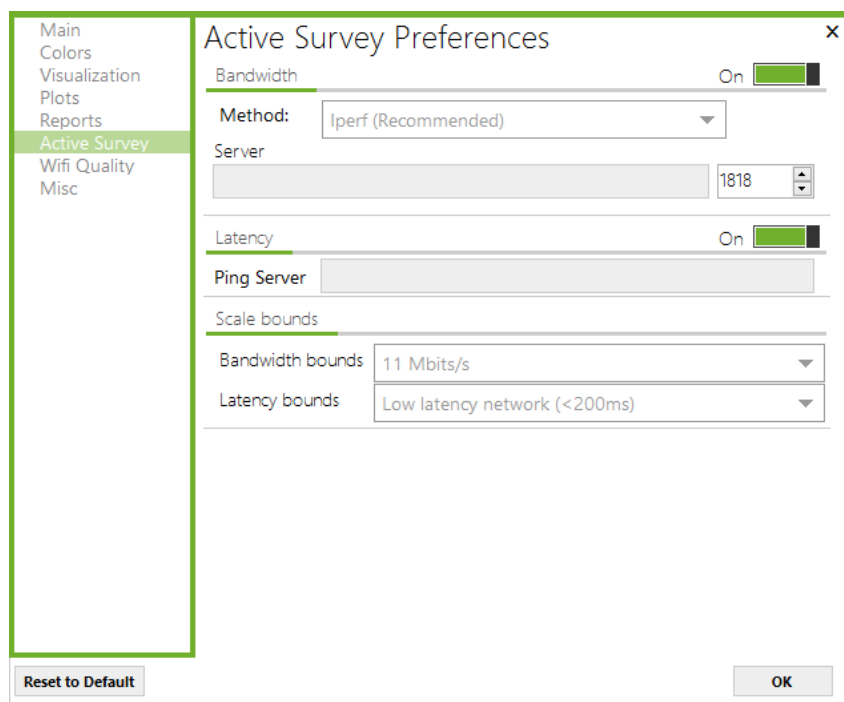 Main
Colors
Visualization
Plots
Reports
Active Survey
Wifi Quality
Misc
Active Survey Preferences
×
Bandwidth
On
Method:
Iperf (Recommended)
Server
1818
Latency
On
Ping Server
Scale bounds
Bandwidth bounds
11 Mbits/s
Latency bounds
Low latency network (<200ms)
Reset to Default
OK